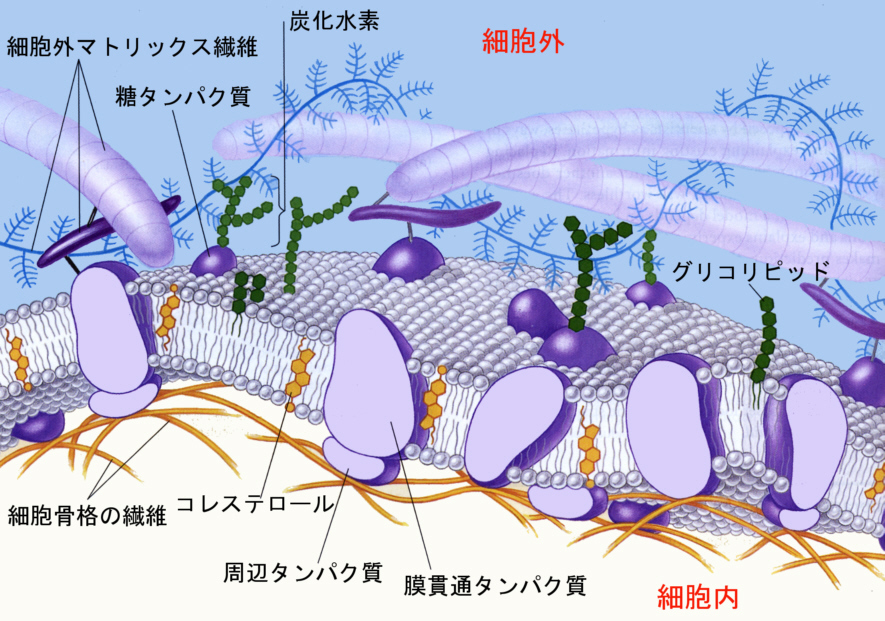 炭化水素
細胞外
細胞外マトリックス繊維
糖タンパク質
グリコリピッド
細胞骨格の繊維
コレステロール
周辺タンパク質
膜貫通タンパク質
細胞内